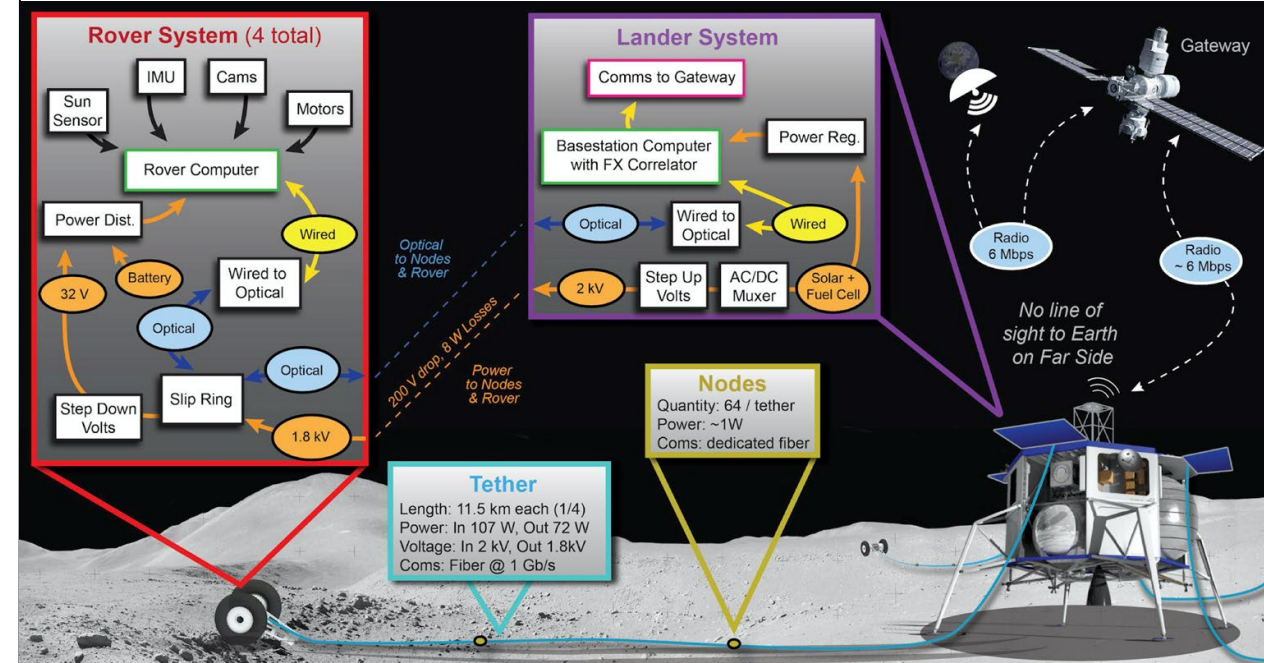 Rover System (4 total)
IMU
Cams
Sun
Sensor
Motors
Rover Computer
Power Dist.
Wired
Battery
32 V
Wired to
Optical
Optical
Optical
Slip Ring
Step Down
Volts
1.8 kV
Optical
to Nodes
& Rover
200 V drop, 8 W Losses
Power
to Nodes
& Rover
Lander System
Comms to Gateway
Basestation Computer
with FX Correlator
Power Reg.
Optical
Wired to
Optical
Wired
2 kV
Step Up
Volts
AC/DC
Muxer
Solar +
Fuel Cell
Gateway
Radio
6 Mbps
Radio
~ 6 Mbps
No line of
sight to Earth
on Far Side
Nodes
Quantity: 64 / tether
Power: ~1W
Coms: dedicated fiber
Tether
Length: 11.5 km each (1/4)
Power: In 107 W, Out 72 W
Voltage: In 2 kV, Out 1.8kV
Coms: Fiber @ 1 Gb/s